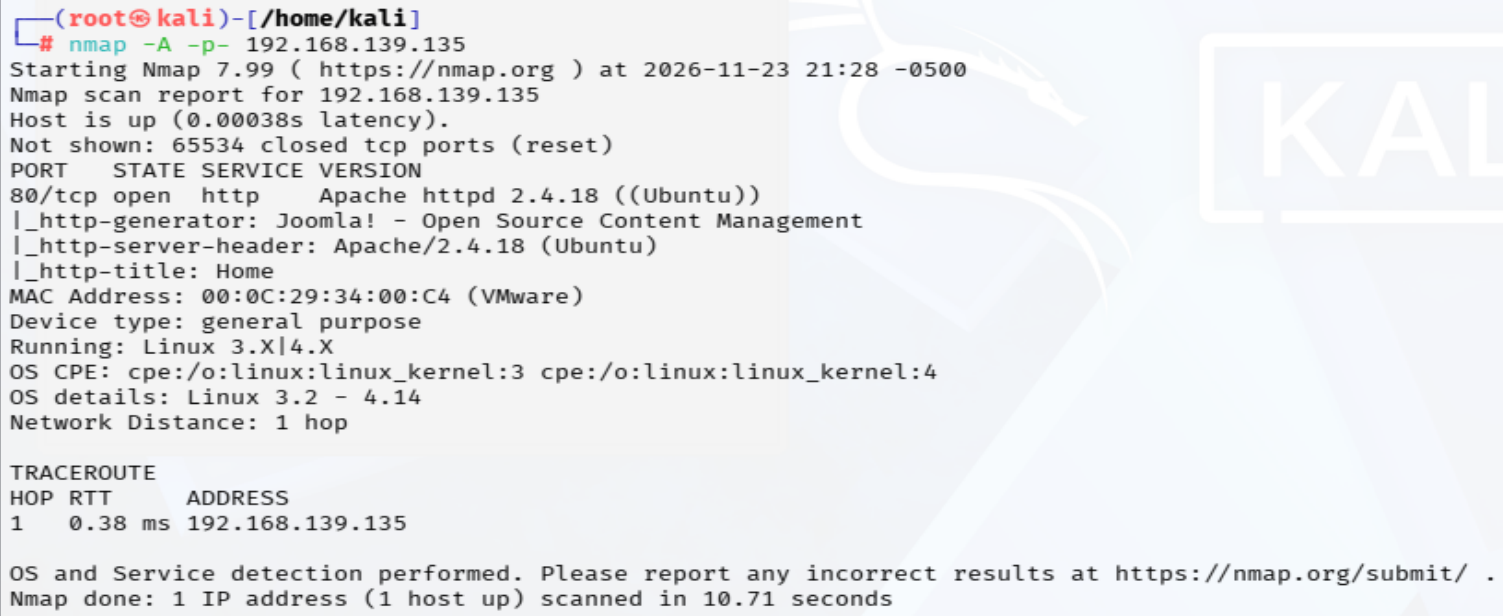 ┌──(root㉿kali)-[/home/kali]
└─# nmap -A -p- 192.168.139.135
Starting Nmap 7.99 ( https://nmap.org ) at 2026-11-23 21:28 -0500
Nmap scan report for 192.168.139.135
Host is up (0.00038s latency).
Not shown: 65534 closed tcp ports (reset)
PORT   STATE SERVICE VERSION
80/tcp open  http    Apache httpd 2.4.18 ((Ubuntu))
|_http-generator: Joomla! - Open Source Content Management
|_http-server-header: Apache/2.4.18 (Ubuntu)
|_http-title: Home
MAC Address: 00:0C:29:34:00:C4 (VMware)
Device type: general purpose
Running: Linux 3.X|4.X
OS CPE: cpe:/o:linux:linux_kernel:3 cpe:/o:linux:linux_kernel:4
OS details: Linux 3.2 - 4.14
Network Distance: 1 hop
TRACEROUTE
HOP RTT     ADDRESS
1   0.38 ms 192.168.139.135
OS and Service detection performed. Please report any incorrect results at https://nmap.org/submit/ .
Nmap done: 1 IP address (1 host up) scanned in 10.71 seconds
KAL